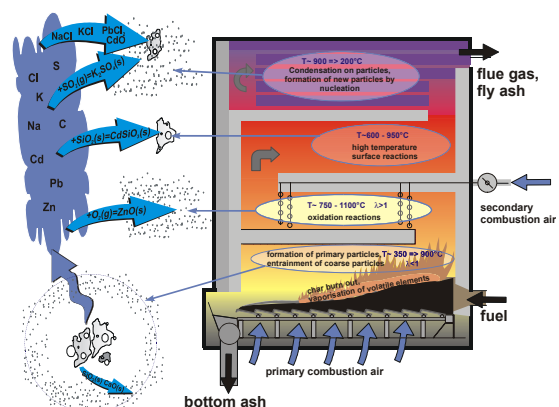 NaCl
KCl
PbCl,
CdO
Cl
S
K
Na
C
Cd
Pb
Zn
+SO₂(g)=K₂SO₄(s)
+SiO₂(s)=CdSiO₃(s)
+O₂(g)=ZnO(s)
T~ 900 => 200°C
Condensation on particles,
formation of new particles by
nucleation
T~600 - 950°C
high temperature
surface reactions
T~ 750 - 1100°C λ>1
oxidation reactions
formation of primary particles, T~ 350 => 900°C
entrainment of coarse particles λ<1
char burn out,
vaporisation of volatile elements
flue gas,
fly ash
secondary
combustion air
fuel
primary combustion air
bottom ash